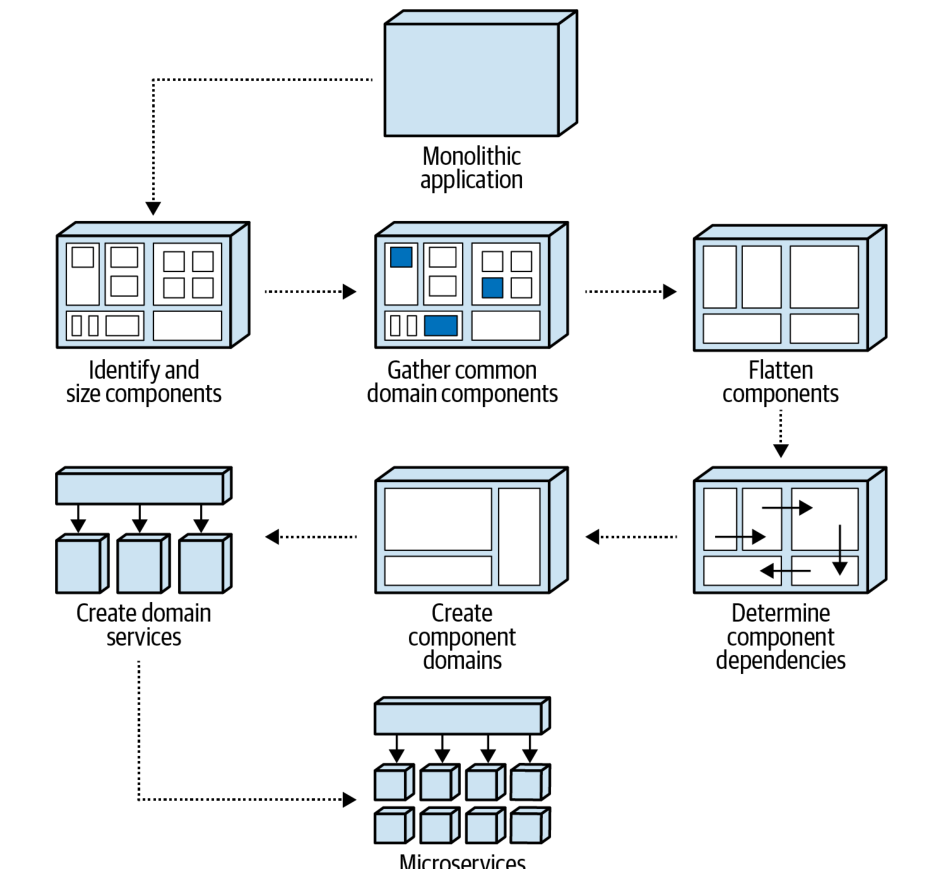 Monolithic
application
Identify and
size components
Gather common
domain components
Flatten
components
Determine
component
dependencies
Create
component
domains
Create domain
services
Microservices